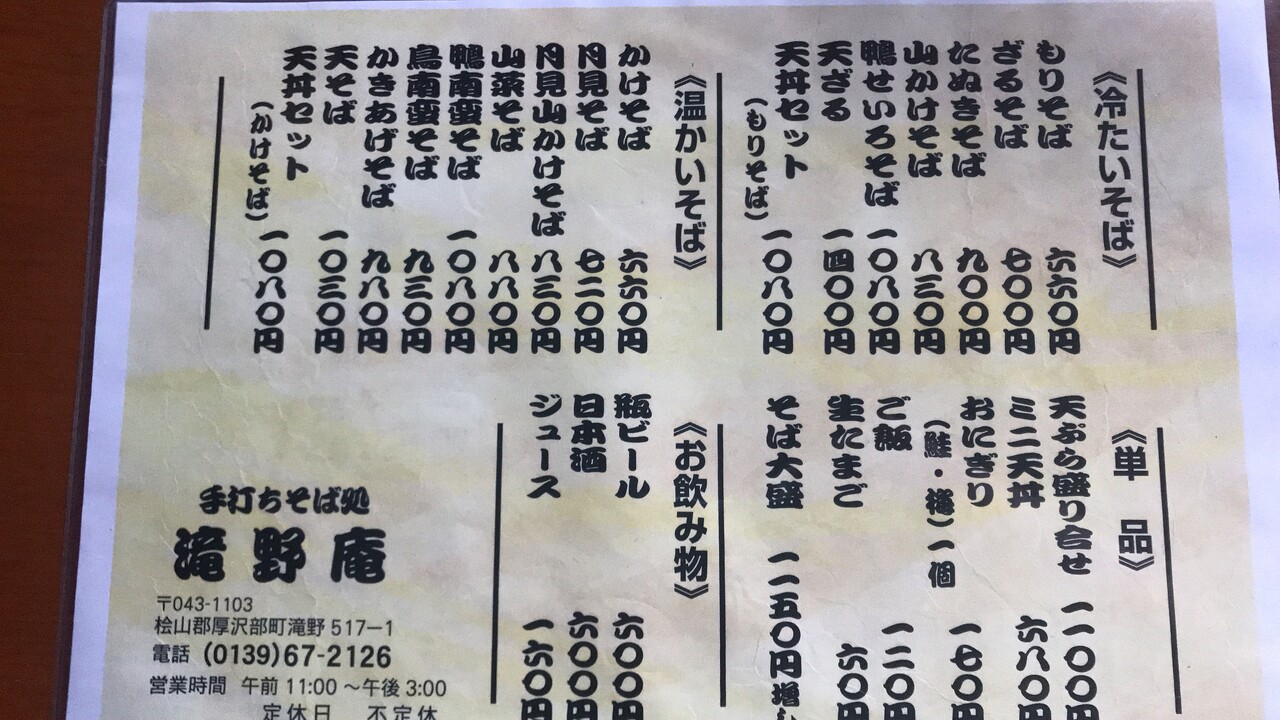 《冷たいそば》
もりそば 六六〇円
ざるそば 七〇〇円
たぬきそば 九〇〇円
山かけそば 八三〇円
鴨せいろそば 一〇八〇円
天ざる 一四〇〇円
天丼セット
(もりそば) 一〇八〇円
《温かいそば》
かけそば 六六〇円
月見そば 七二〇円
月見山かけそば 八三〇円
山菜そば 八八〇円
鴨南蛮そば 一〇八〇円
鳥南蛮そば 九三〇円
かきあげそば 九八〇円
天そば 一〇三〇円
天丼セット
(かけそば) 一〇八〇円
《単品》
天ぷら盛り合せ 一一〇〇円
ミニ天丼 六八〇円
おにぎり
(鮭・梅)一個 一七〇円
ご飯 一二〇円
生たまご 六〇円
そば大盛 一一五〇円増し
《お飲み物》
瓶ビール 六〇〇円
日本酒 六〇〇円
ジュース 一六〇円
手打ちそば処
滝野庵
〒043-1103
桧山郡厚沢部町滝野517−1
電話 (0139)67-2126
営業時間 午前11:00～午後3:00
定休日 不定休